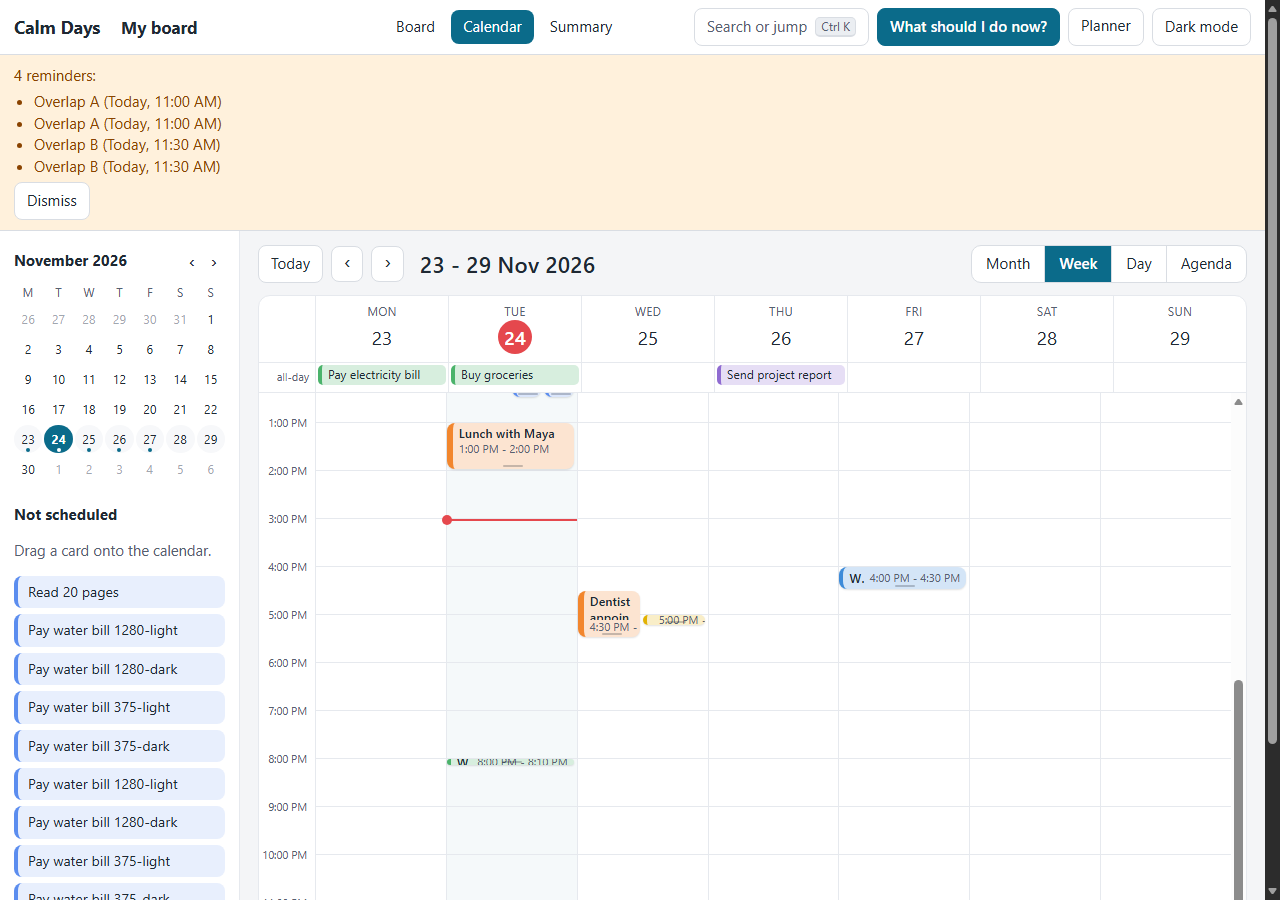 Calm Days My board
Board Calendar Summary
Search or jump Ctrl K
What should I do now?
Planner
Dark mode
4 reminders:
• Overlap A (Today, 11:00 AM)
• Overlap A (Today, 11:00 AM)
• Overlap B (Today, 11:30 AM)
• Overlap B (Today, 11:30 AM)
Dismiss
November 2026 ‹ ›
M T W T F S S
26 27 28 29 30 31 1
2 3 4 5 6 7 8
9 10 11 12 13 14 15
16 17 18 19 20 21 22
23 24 25 26 27 28 29
30 1 2 3 4 5 6
Not scheduled
Drag a card onto the calendar.
Read 20 pages
Pay water bill 1280-light
Pay water bill 1280-dark
Pay water bill 375-light
Pay water bill 375-dark
Pay water bill 1280-light
Pay water bill 1280-dark
Pay water bill 375-light
Pay water bill 375-dark
Today ‹ › 23 - 29 Nov 2026
Month Week Day Agenda
MON TUE WED THU FRI SAT SUN
23 24 25 26 27 28 29
all-day Pay electricity bill Buy groceries Send project report
1:00 PM
Lunch with Maya
1:00 PM - 2:00 PM
2:00 PM
3:00 PM
4:00 PM
W. 4:00 PM - 4:30 PM
Dentist
appoin
4:30 PM -
5:00 PM
5:00 PM -
6:00 PM
7:00 PM
8:00 PM
W 8:00 PM - 8:10 PM
9:00 PM
10:00 PM